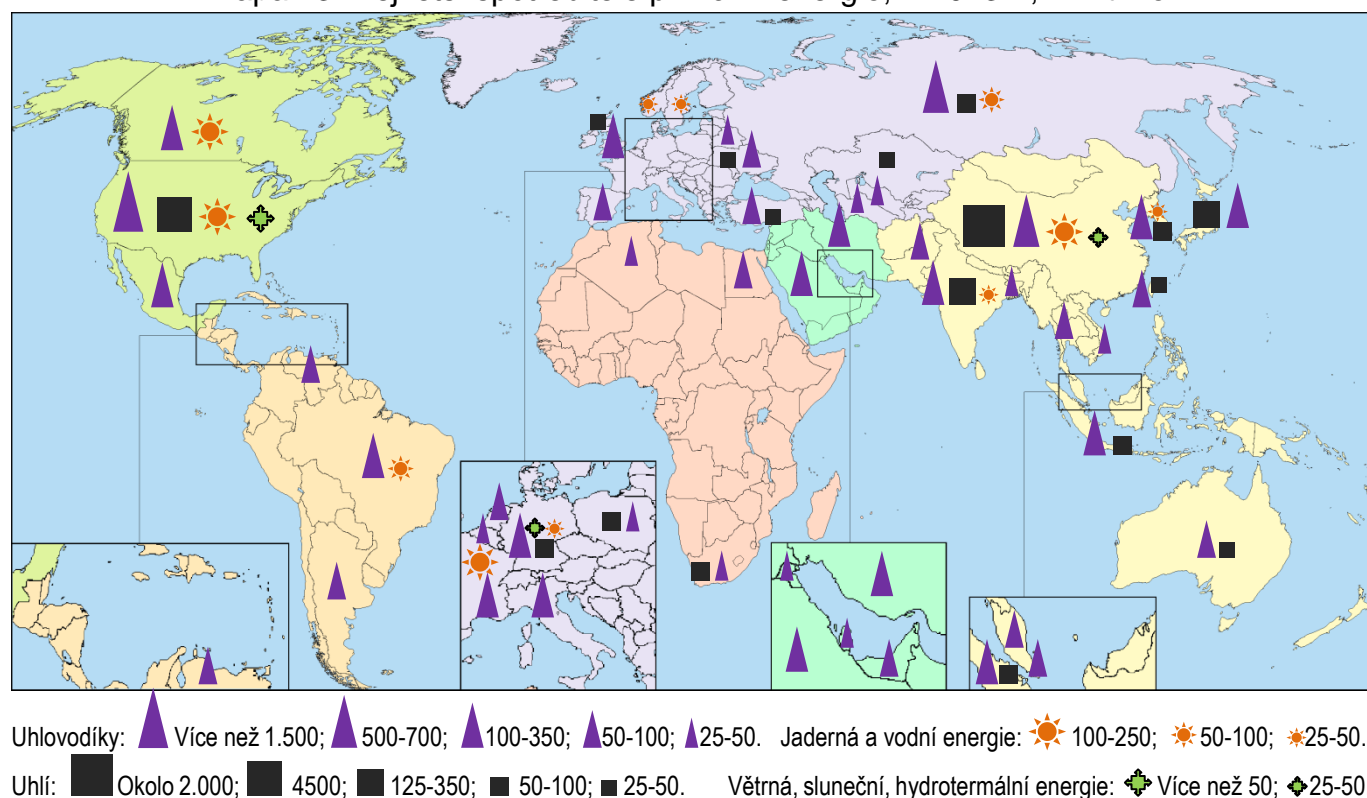 Uhlovodíky: Více než 1.500; 500-700; 100-350; 50-100; 25-50. Jaderná a vodní energie: 100-250; 50-100; 25-50.
Uhlí: Okolo 2.000; 4500; 125-350; 50-100; 25-50. Větrná, sluneční, hydrotermální energie: Více než 50; 25-50